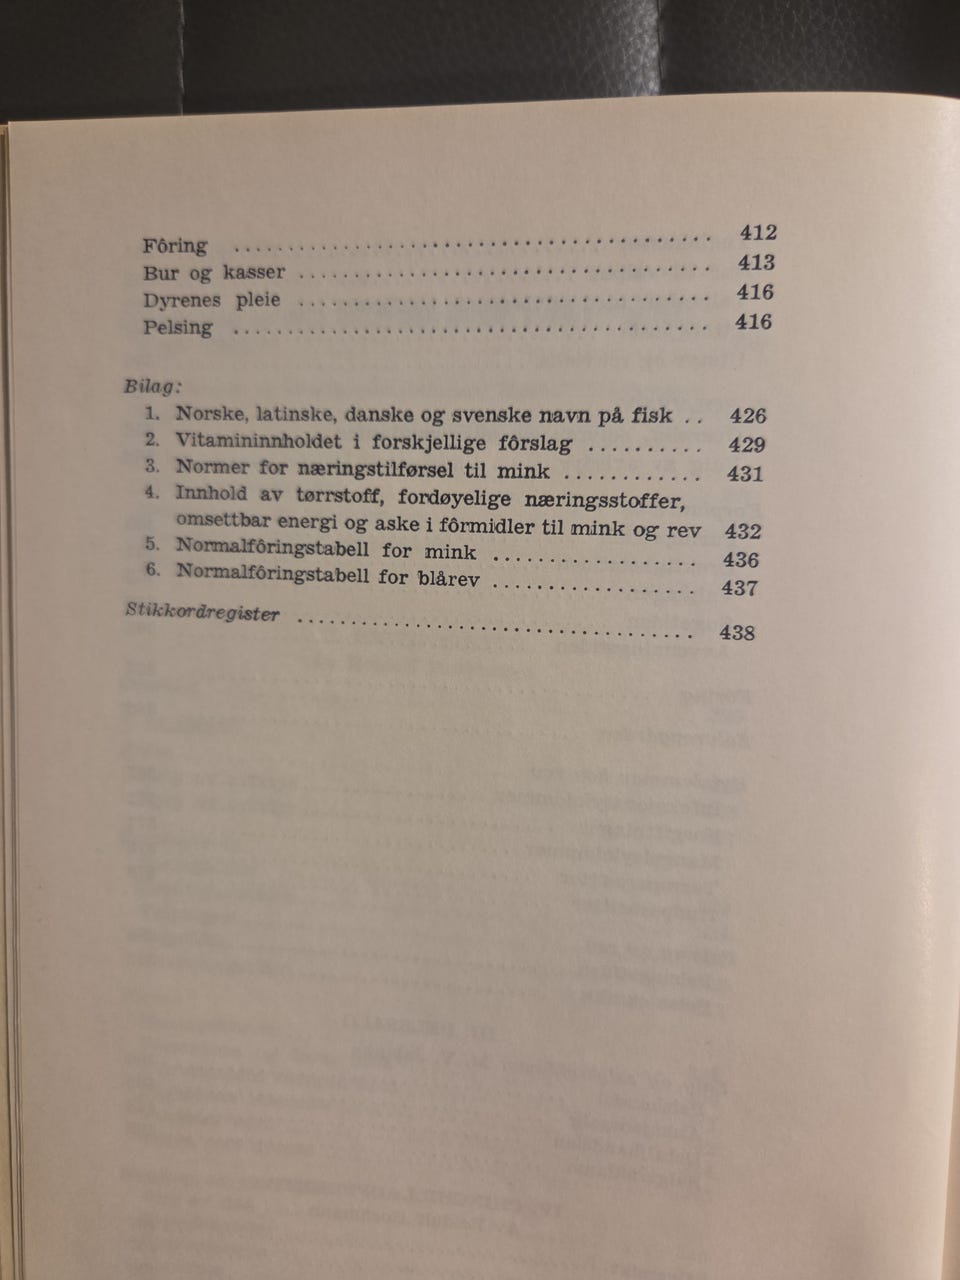 Fôring ........................................ 412
Bur og kasser .................................. 413
Dyrenes pleie .................................. 416
Pelsing ........................................ 416
Bilag:
1. Norske, latinske, danske og svenske navn på fisk .. 426
2. Vitamininnholdet i forskjellige fôrslag .......... 429
3. Normer for næringstilførsel til mink ............ 431
4. Innhold av tørrstoff, fordøyelige næringsstoffer,
omsettbar energi og aske i fôrmidler til mink og rev 432
5. Normalfôringstabell for mink .................. 436
6. Normalfôringstabell for blårev .................. 437
Stikkordregister .................................. 438